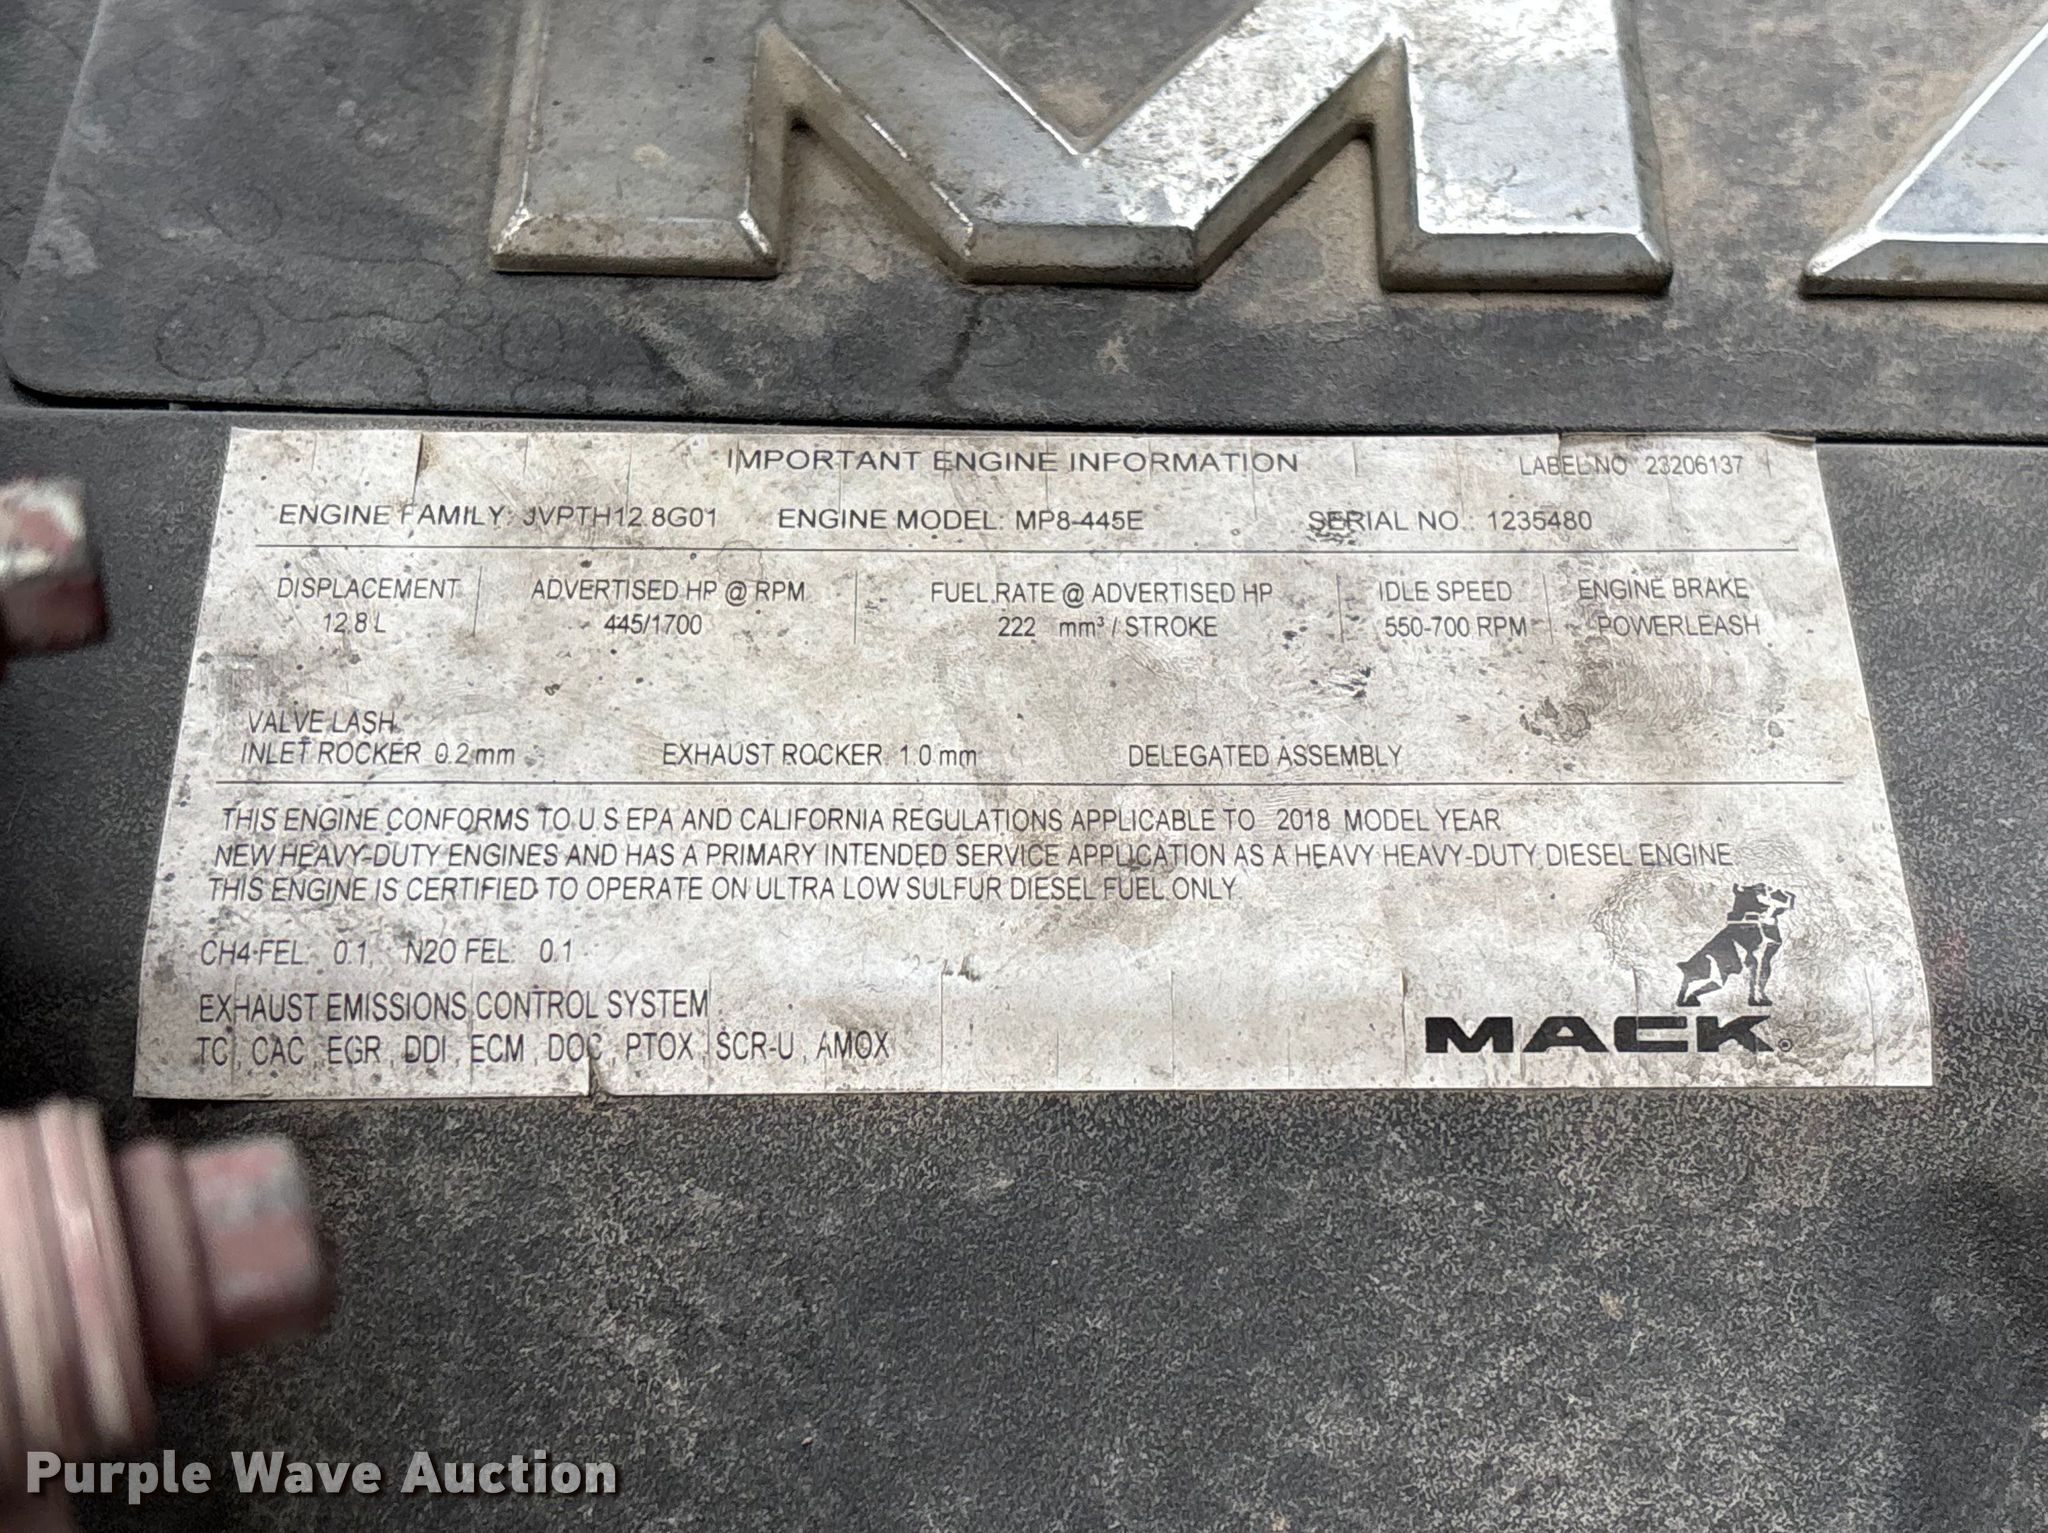 MA
IMPORTANT ENGINE INFORMATION LABEL NO 23206137
ENGINE FAMILY: JVPTH12.8G01 ENGINE MODEL: MP8-445E SERIAL NO.: 1235480
DISPLACEMENT ADVERTISED HP @ RPM FUEL RATE @ ADVERTISED HP IDLE SPEED ENGINE BRAKE
12.8 L 445/1700 222 mm³ / STROKE 550-700 RPM POWERLEASH
VALVE LASH
INLET ROCKER 0.2 mm EXHAUST ROCKER 1.0 mm DELEGATED ASSEMBLY
THIS ENGINE CONFORMS TO U.S EPA AND CALIFORNIA REGULATIONS APPLICABLE TO 2018 MODEL YEAR
NEW HEAVY-DUTY ENGINES AND HAS A PRIMARY INTENDED SERVICE APPLICATION AS A HEAVY HEAVY-DUTY DIESEL ENGINE.
THIS ENGINE IS CERTIFIED TO OPERATE ON ULTRA LOW SULFUR DIESEL FUEL ONLY.
CH4 FEL: 0.1, N2O FEL: 0.1
EXHAUST EMISSIONS CONTROL SYSTEM
TC, CAC, EGR, DDI, ECM, DOC, PTOX, SCR-U, AMOX
MACK®
Purple Wave Auction